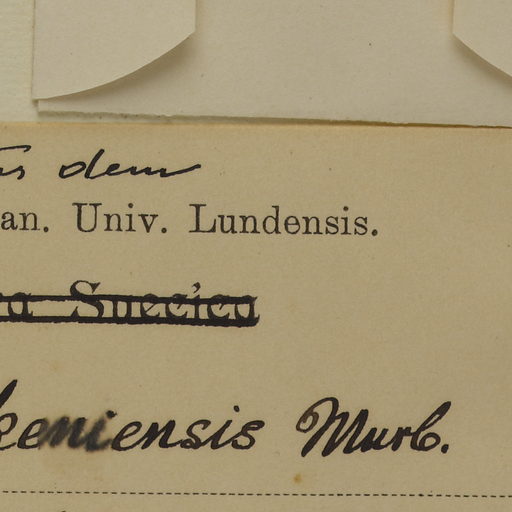 dem
an. Univ. Lundensis.
a Suecica
keniensis Murb.